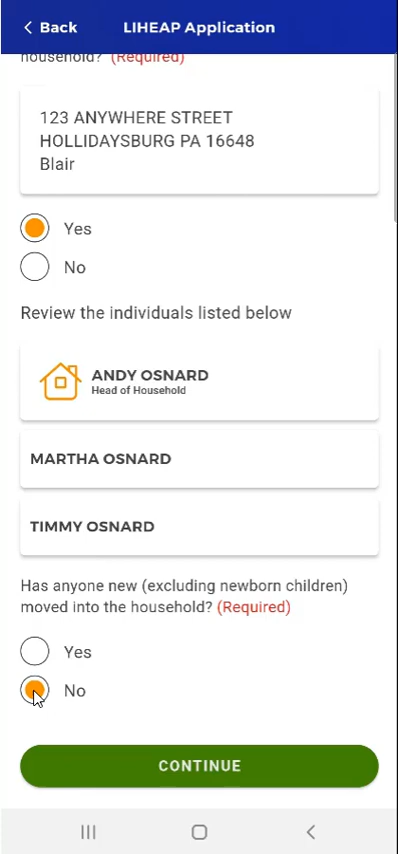 Back
LIHEAP Application
household? (Required)
123 ANYWHERE STREET
HOLLIDAYSBURG PA 16648
Blair
Yes
No
Review the individuals listed below
ANDY OSNARD
Head of Household
MARTHA OSNARD
TIMMY OSNARD
Has anyone new (excluding newborn children)
moved into the household? (Required)
Yes
No
CONTINUE